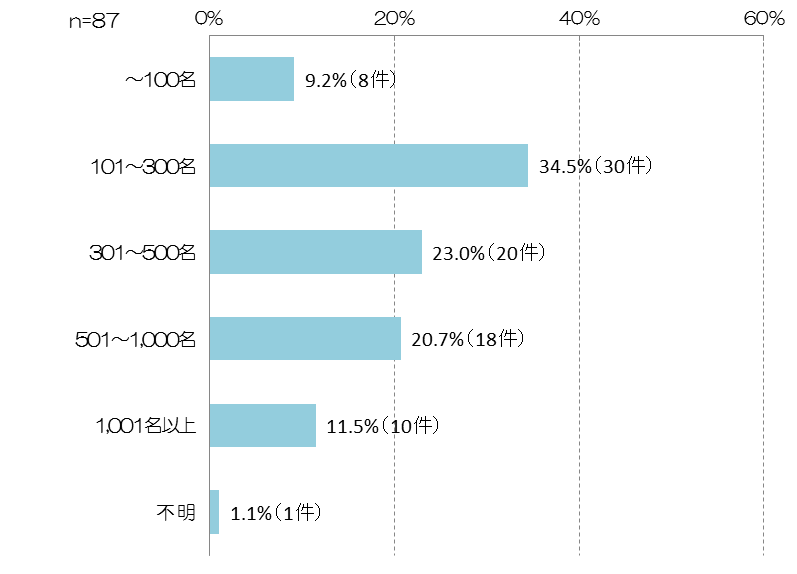 n=87
0% 20% 40% 60%
～100名 9.2%（8件）
101～300名 34.5%（30件）
301～500名 23.0%（20件）
501～1,000名 20.7%（18件）
1,001名以上 11.5%（10件）
不明 1.1%（1件）